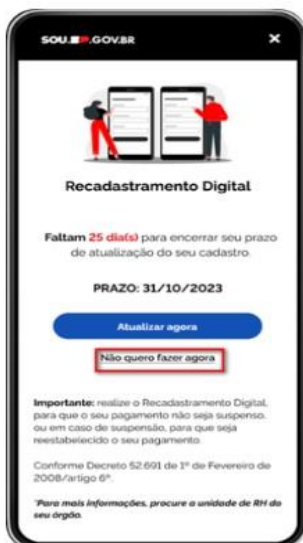 SOU.SP.GOV.BR ×
Recadastramento Digital
Faltam 25 dia(s) para encerrar seu prazo
de atualização do seu cadastro.
PRAZO: 31/10/2023
Atualizar agora
Não quero fazer agora
Importante: realize o Recadastramento Digital,
para que o seu pagamento não seja suspenso,
ou em caso de suspensão, para que seja
reestabelecido o seu pagamento.
Conforme Decreto 52.691 de 1º de Fevereiro de
2008/artigo 6º.
*Para mais informações, procure a unidade de RH do
seu órgão.